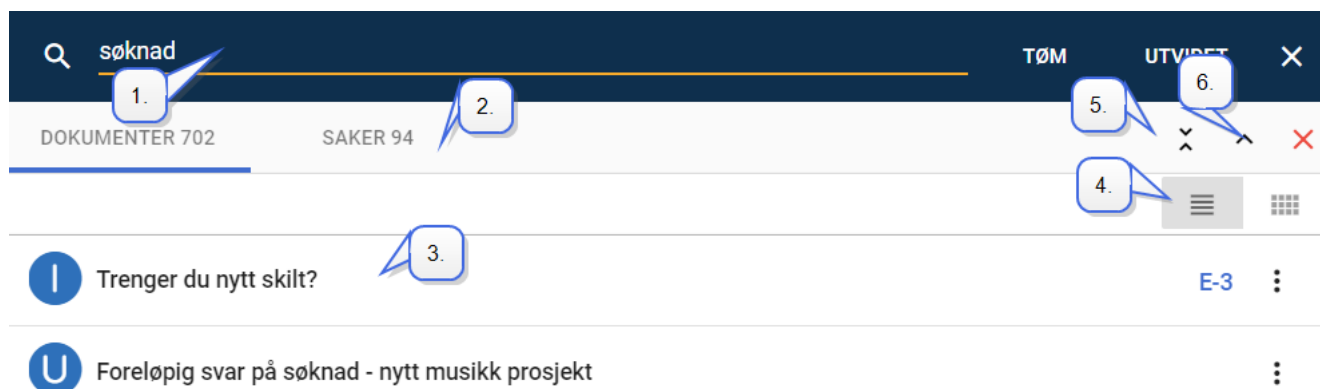 søknad TØM UTVIDET
1. 2. 5. 6.
DOKUMENTER 702 SAKER 94
4.
3.
I Trenger du nytt skilt? E-3
U Foreløpig svar på søknad - nytt musikk prosjekt